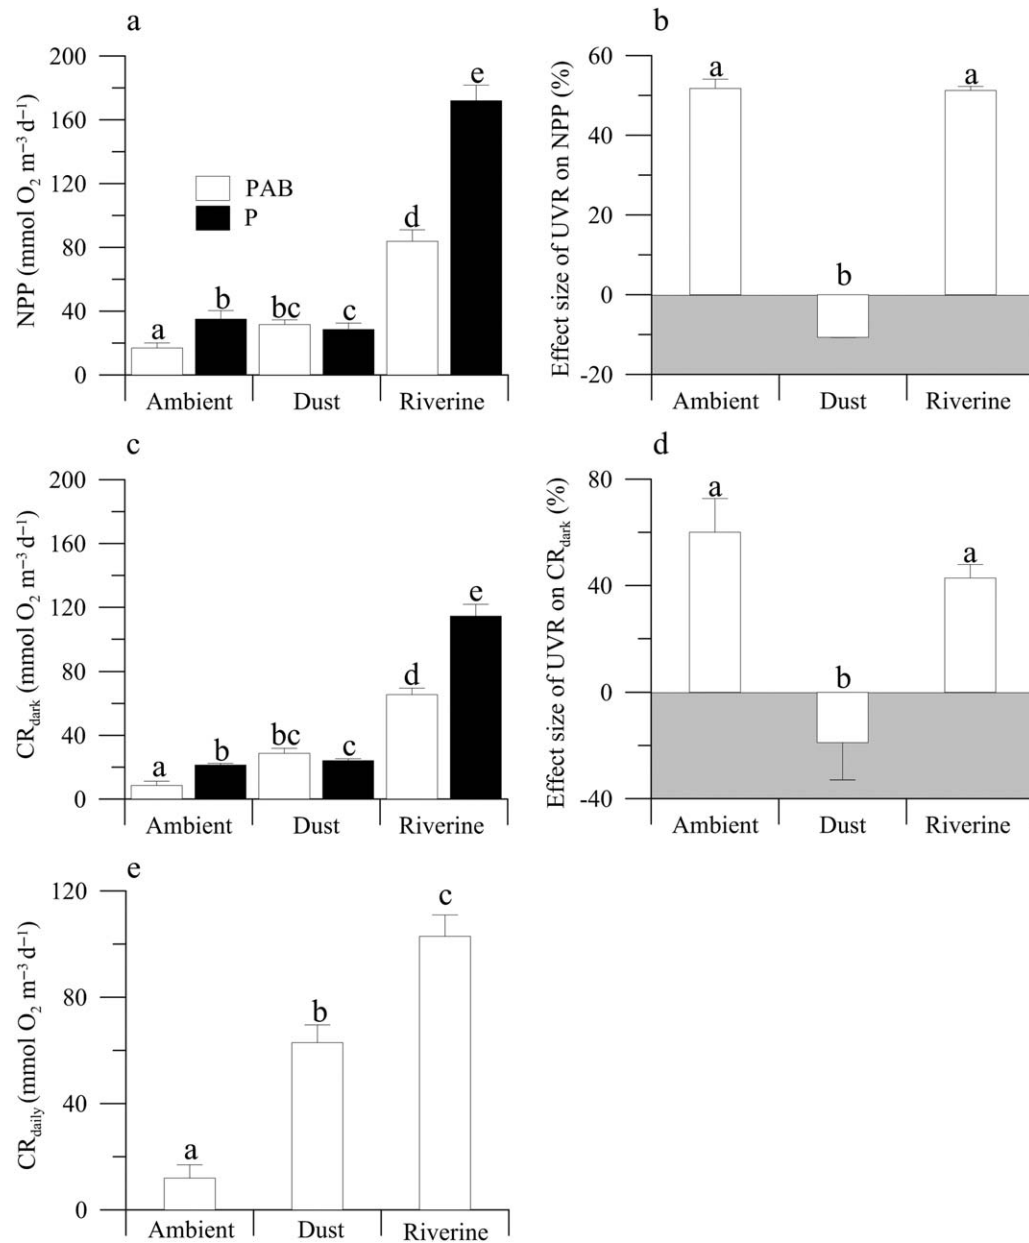 a
NPP (mmol O₂ m⁻³ d⁻¹)
200
160
120
80
40
0
PAB
P
a
b
bc
c
d
e
Ambient
Dust
Riverine
b
Effect size of UVR on NPP (%)
60
40
20
0
-20
a
b
a
Ambient
Dust
Riverine
c
CR_dark (mmol O₂ m⁻³ d⁻¹)
200
160
120
80
40
0
a
b
bc
c
d
e
Ambient
Dust
Riverine
d
Effect size of UVR on CR_dark (%)
80
40
0
-40
a
b
a
Ambient
Dust
Riverine
e
CR_daily (mmol O₂ m⁻³ d⁻¹)
120
80
40
0
a
b
c
Ambient
Dust
Riverine